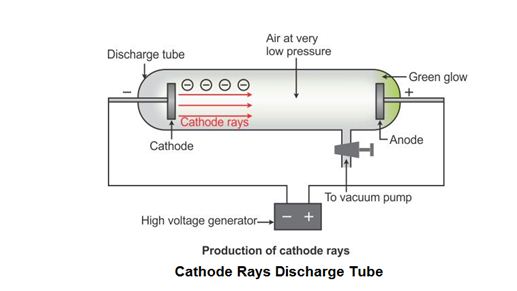 Air at very
low pressure
Discharge tube
Green glow
− +
Cathode rays
Cathode
Anode
To vacuum pump
High voltage generator
− +
Production of cathode rays
Cathode Rays Discharge Tube